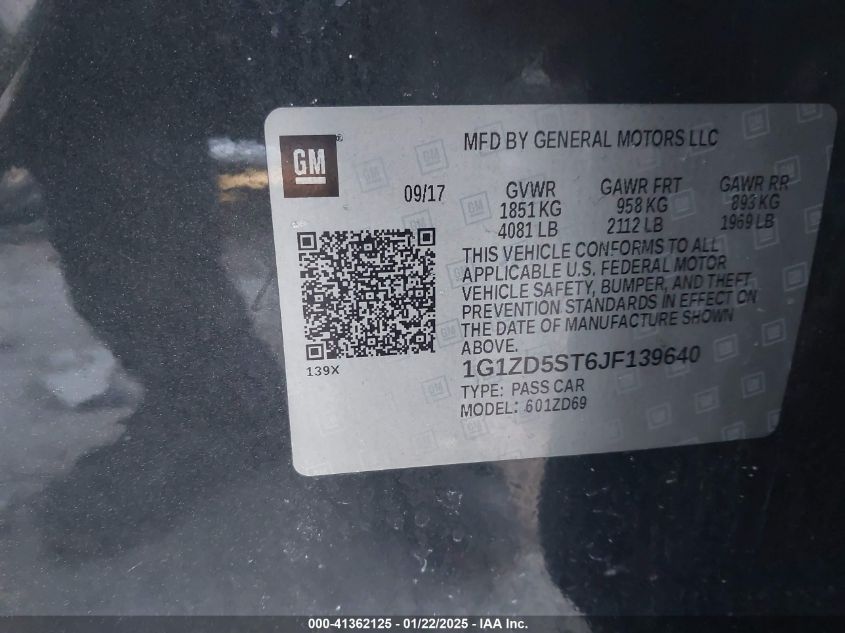 GM
®
MFD BY GENERAL MOTORS LLC
09/17
GVWR
1851 KG
4081 LB
GAWR FRT
958 KG
2112 LB
GAWR RR
893 KG
1969 LB
THIS VEHICLE CONFORMS TO ALL
APPLICABLE U.S. FEDERAL MOTOR
VEHICLE SAFETY, BUMPER, AND THEFT
PREVENTION STANDARDS IN EFFECT ON
THE DATE OF MANUFACTURE SHOWN
ABOVE.
139X
1G1ZD5ST6JF139640
TYPE: PASS CAR
MODEL: 601ZD69
000-41362125 - 01/22/2025 - IAA Inc.